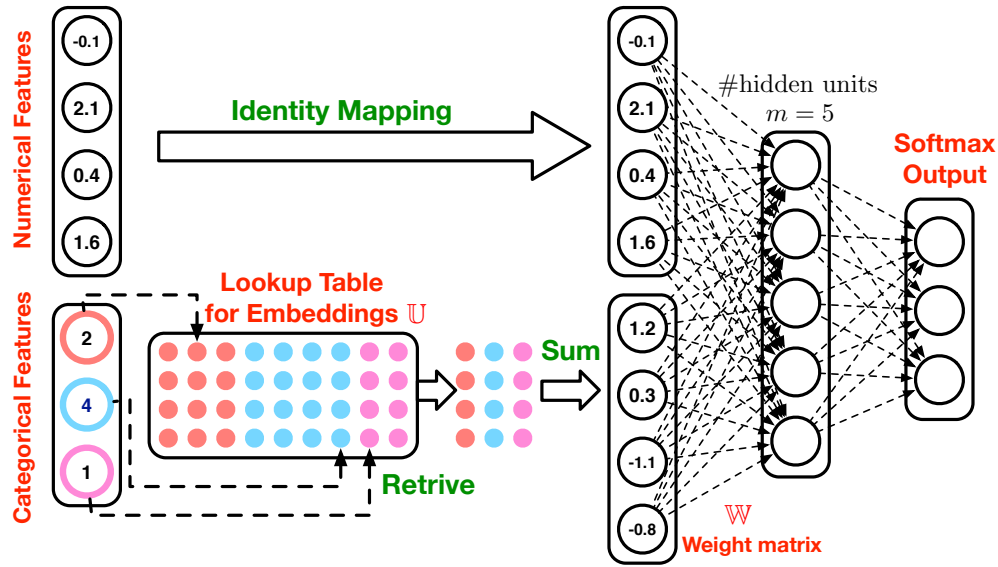 Numerical Features
-0.1
2.1
0.4
1.6
Identity Mapping
-0.1
2.1
0.4
1.6
#hidden units
m = 5
Softmax
Output
Categorical Features
2
4
1
Lookup Table
for Embeddings 𝕌
Retrive
Sum
1.2
0.3
-1.1
-0.8
𝕎
Weight matrix